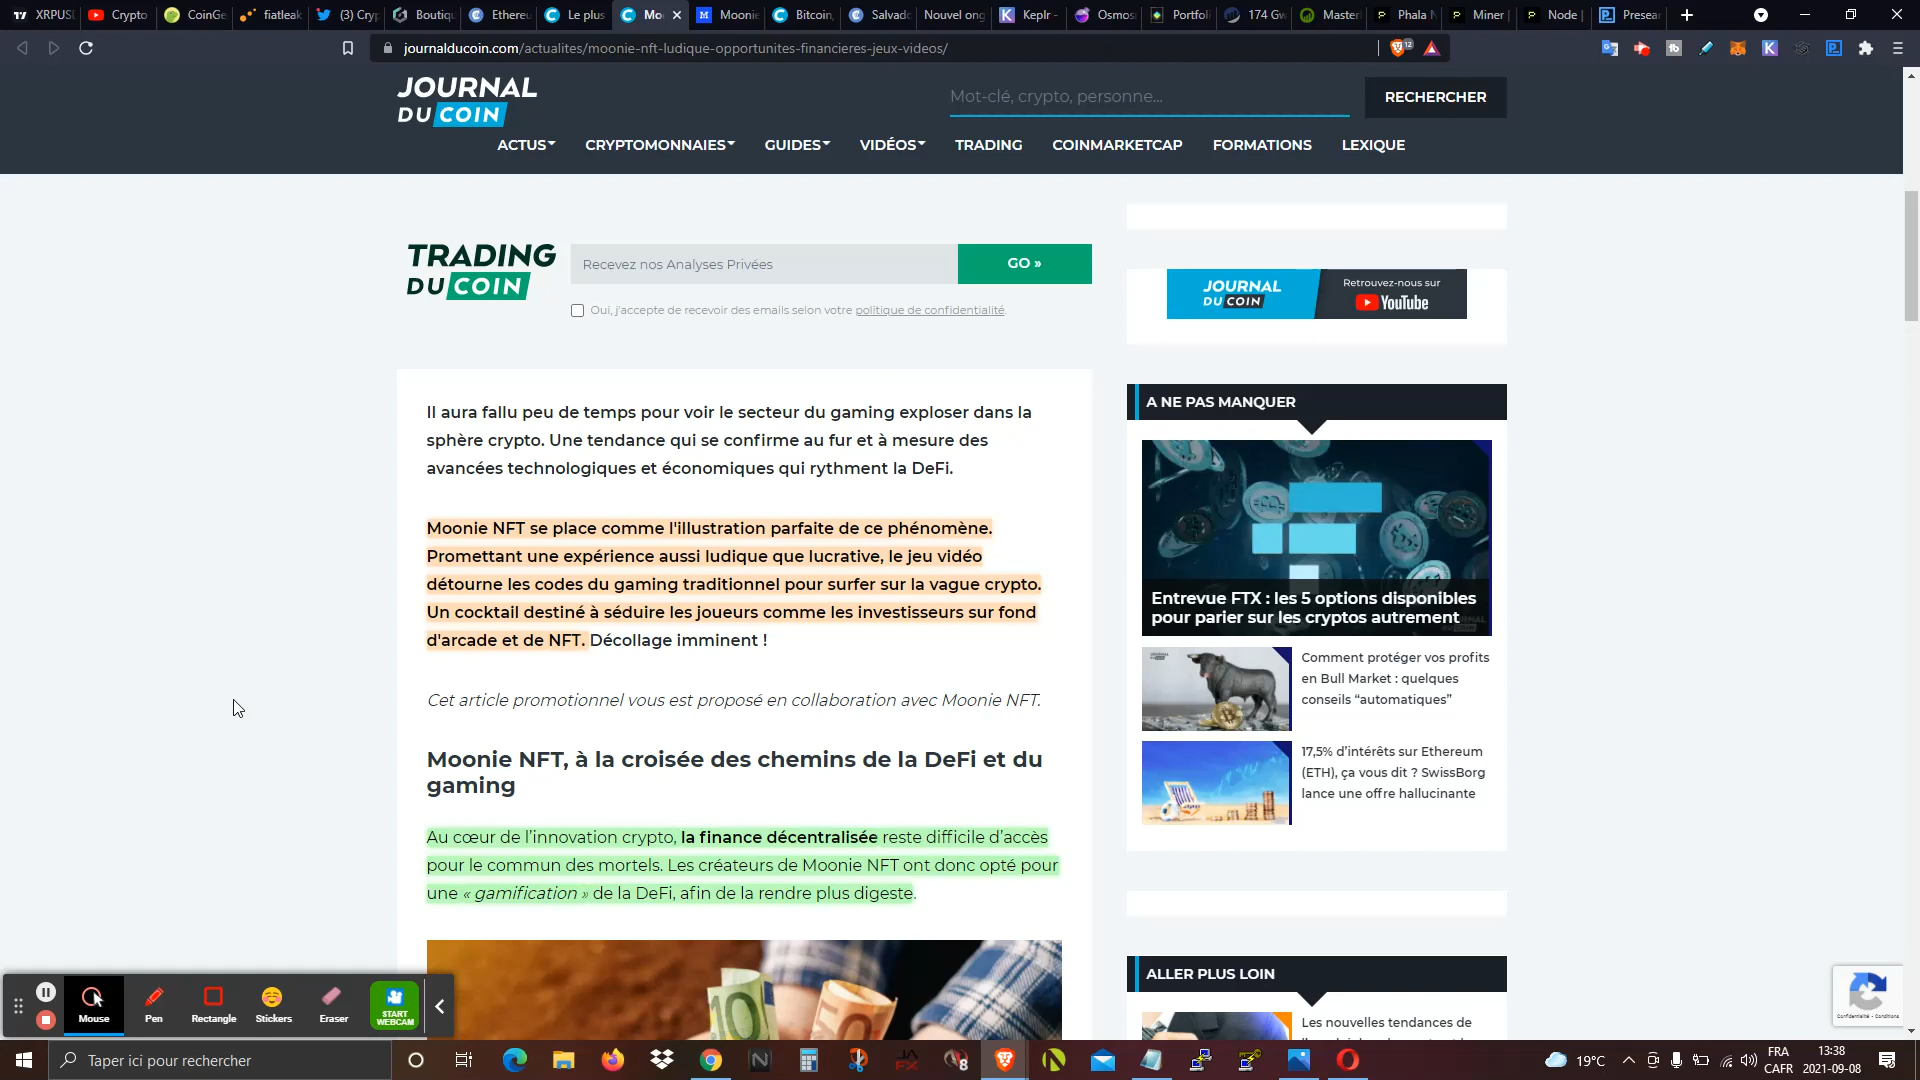 XRPUS
Crypto
CoinGe
fiatleak
(3) Cry
Boutiq
Ethereu
Le plus
Mo
Moonie
Bitcoin
Salvad
Nouvel ong
Keplr -
Osmos
Portfol
174 Gw
Master
Phala N
Miner |
Node |
Presear
journalducoin.com/actualites/moonie-nft-ludique-opportunites-financieres-jeux-videos/
12
JOURNAL
DU COIN
Mot-clé, crypto, personne...
RECHERCHER
ACTUS
CRYPTOMONNAIES
GUIDES
VIDÉOS
TRADING
COINMARKETCAP
FORMATIONS
LEXIQUE
TRADING
DU COIN
Recevez nos Analyses Privées
GO »
Oui, j'accepte de recevoir des emails selon votre politique de confidentialité.
Il aura fallu peu de temps pour voir le secteur du gaming exploser dans la
sphère crypto. Une tendance qui se confirme au fur et à mesure des
avancées technologiques et économiques qui rythment la DeFi.
Moonie NFT se place comme l'illustration parfaite de ce phénomène.
Promettant une expérience aussi ludique que lucrative, le jeu vidéo
détourne les codes du gaming traditionnel pour surfer sur la vague crypto.
Un cocktail destiné à séduire les joueurs comme les investisseurs sur fond
d'arcade et de NFT. Décollage imminent !
Cet article promotionnel vous est proposé en collaboration avec Moonie NFT.
Moonie NFT, à la croisée des chemins de la DeFi et du
gaming
Au cœur de l'innovation crypto, la finance décentralisée reste difficile d'accès
pour le commun des mortels. Les créateurs de Moonie NFT ont donc opté pour
une « gamification » de la DeFi, afin de la rendre plus digeste.
JOURNAL
DU COIN
Retrouvez-nous sur
YouTube
A NE PAS MANQUER
Entrevue FTX : les 5 options disponibles
pour parier sur les cryptos autrement
Comment protéger vos profits
en Bull Market : quelques
conseils “automatiques”
17,5% d'intérêts sur Ethereum
(ETH), ça vous dit ? SwissBorg
lance une offre hallucinante
ALLER PLUS LOIN
Les nouvelles tendances de
Confidentialité - Conditions
Mouse
Pen
Rectangle
Stickers
Eraser
START
WEBCAM
Taper ici pour rechercher
19°C
FRA
CAFR
13:38
2021-09-08